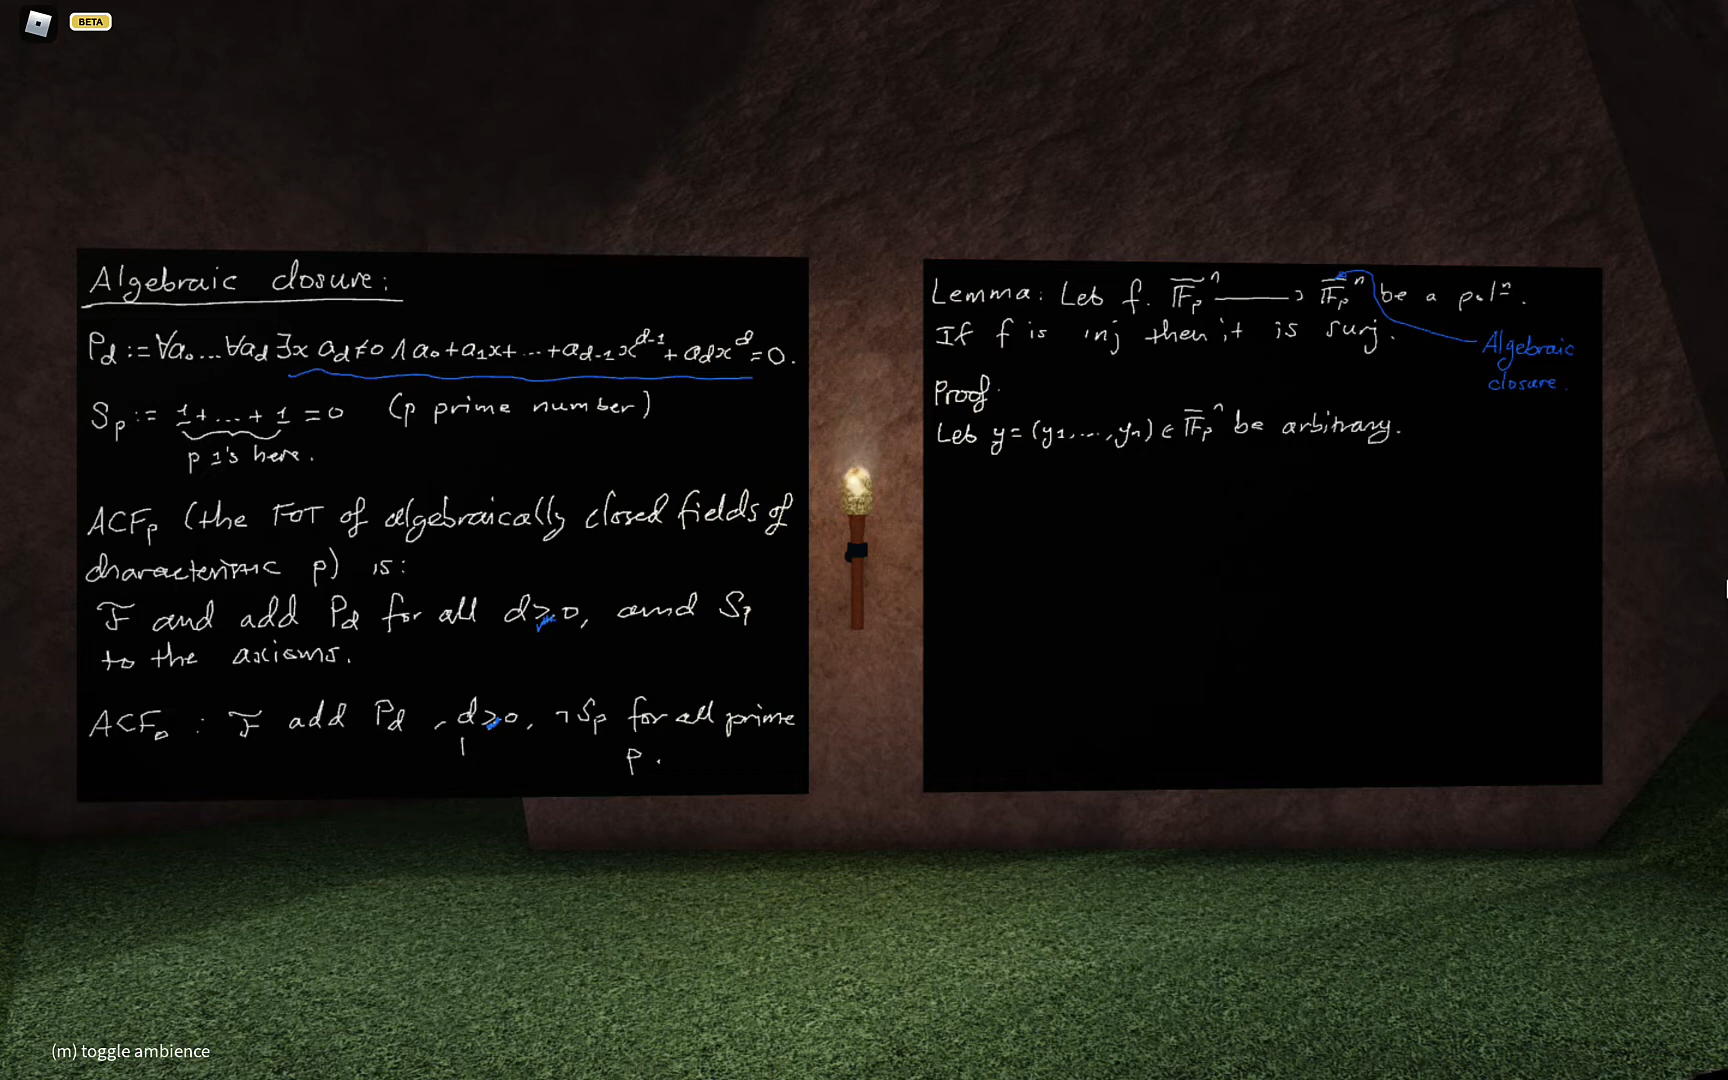 BETA
Algebraic closure:
P_d := ∀a₀...∀a_d ∃x a_d≠0 ∧ a₀+a₁x+...+a_{d-1}x^{d-1}+a_dx^d=0.
S_p := 1+...+1 = 0 (p prime number)
p 1's here.
ACF_p (the FOT of algebraically closed fields of
characteristic p) is:
F and add P_d for all d≥0, and S_p
to the axioms.
ACF₀ : F add P_d, d≥0, ¬S_p for all prime
p.
Lemma: Let f: F̄_p^n → F̄_p^n be a polⁿ.
If f is inj then it is surj.
Algebraic
closure.
Proof.
Let y=(y₁,...,y_n) ∈ F̄_p^n be arbitrary.
(m) toggle ambience